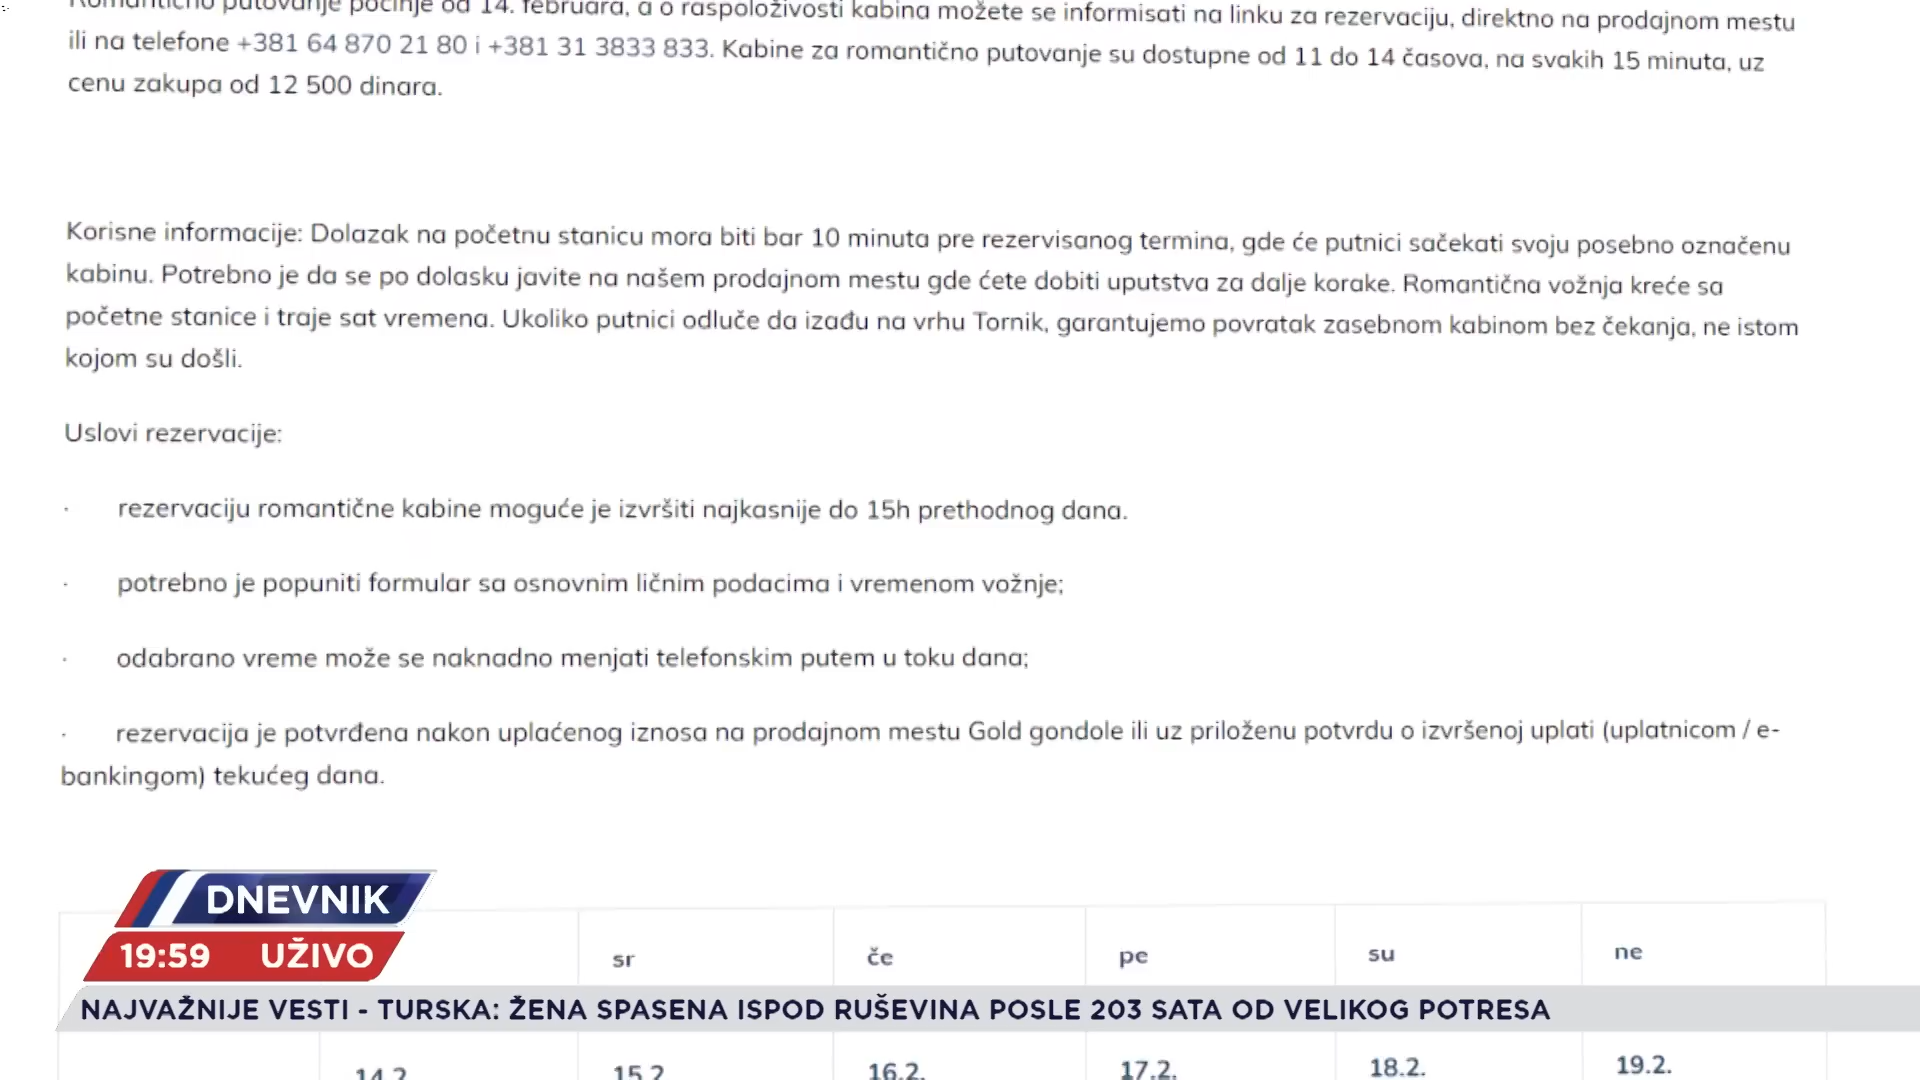 Romantično putovanje počinje od 14. februara, a o raspoloživosti kabina možete se informisati na linku za rezervaciju, direktno na prodajnom mestu
ili na telefone +381 64 870 21 80 i +381 31 3833 833. Kabine za romantično putovanje su dostupne od 11 do 14 časova, na svakih 15 minuta, uz
cenu zakupa od 12 500 dinara.
Korisne informacije: Dolazak na početnu stanicu mora biti bar 10 minuta pre rezervisanog termina, gde će putnici sačekati svoju posebno označenu
kabinu. Potrebno je da se po dolasku javite na našem prodajnom mestu gde ćete dobiti uputstva za dalje korake. Romantična vožnja kreće sa
početne stanice i traje sat vremena. Ukoliko putnici odluče da izađu na vrhu Tornik, garantujemo povratak zasebnom kabinom bez čekanja, ne istom
kojom su došli.
Uslovi rezervacije:
· rezervaciju romantične kabine moguće je izvršiti najkasnije do 15h prethodnog dana.
· potrebno je popuniti formular sa osnovnim ličnim podacima i vremenom vožnje;
· odabrano vreme može se naknadno menjati telefonskim putem u toku dana;
· rezervacija je potvrđena nakon uplaćenog iznosa na prodajnom mestu Gold gondole ili uz priloženu potvrdu o izvršenoj uplati (uplatnicom / e-
bankingom) tekućeg dana.
DNEVNIK
19:59 UŽIVO
sr če pe su ne
NAJVAŽNIJE VESTI - TURSKA: ŽENA SPASENA ISPOD RUŠEVINA POSLE 203 SATA OD VELIKOG POTRESA
14.2. 15.2. 16.2. 17.2. 18.2. 19.2.